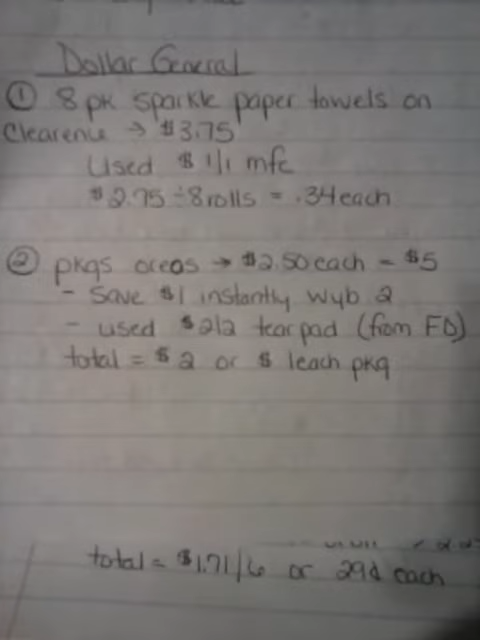 Dollar General
① 8 pk sparkle paper towels on
Clearence → $3.75
Used $1/1 mfc
$2.75 ÷ 8 rolls = .34 each
② pkgs oreos → $2.50 each = $5
- Save $1 instantly wyb 2
- used $2/2 tear pad (from FD)
total = $2 or $1 each pkg
total = $1.71/6 or 29¢ each